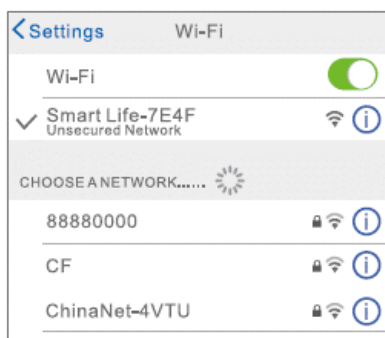 Settings Wi-Fi
Wi-Fi
Smart Life-7E4F
Unsecured Network
CHOOSE A NETWORK......
88880000
CF
ChinaNet-4VTU